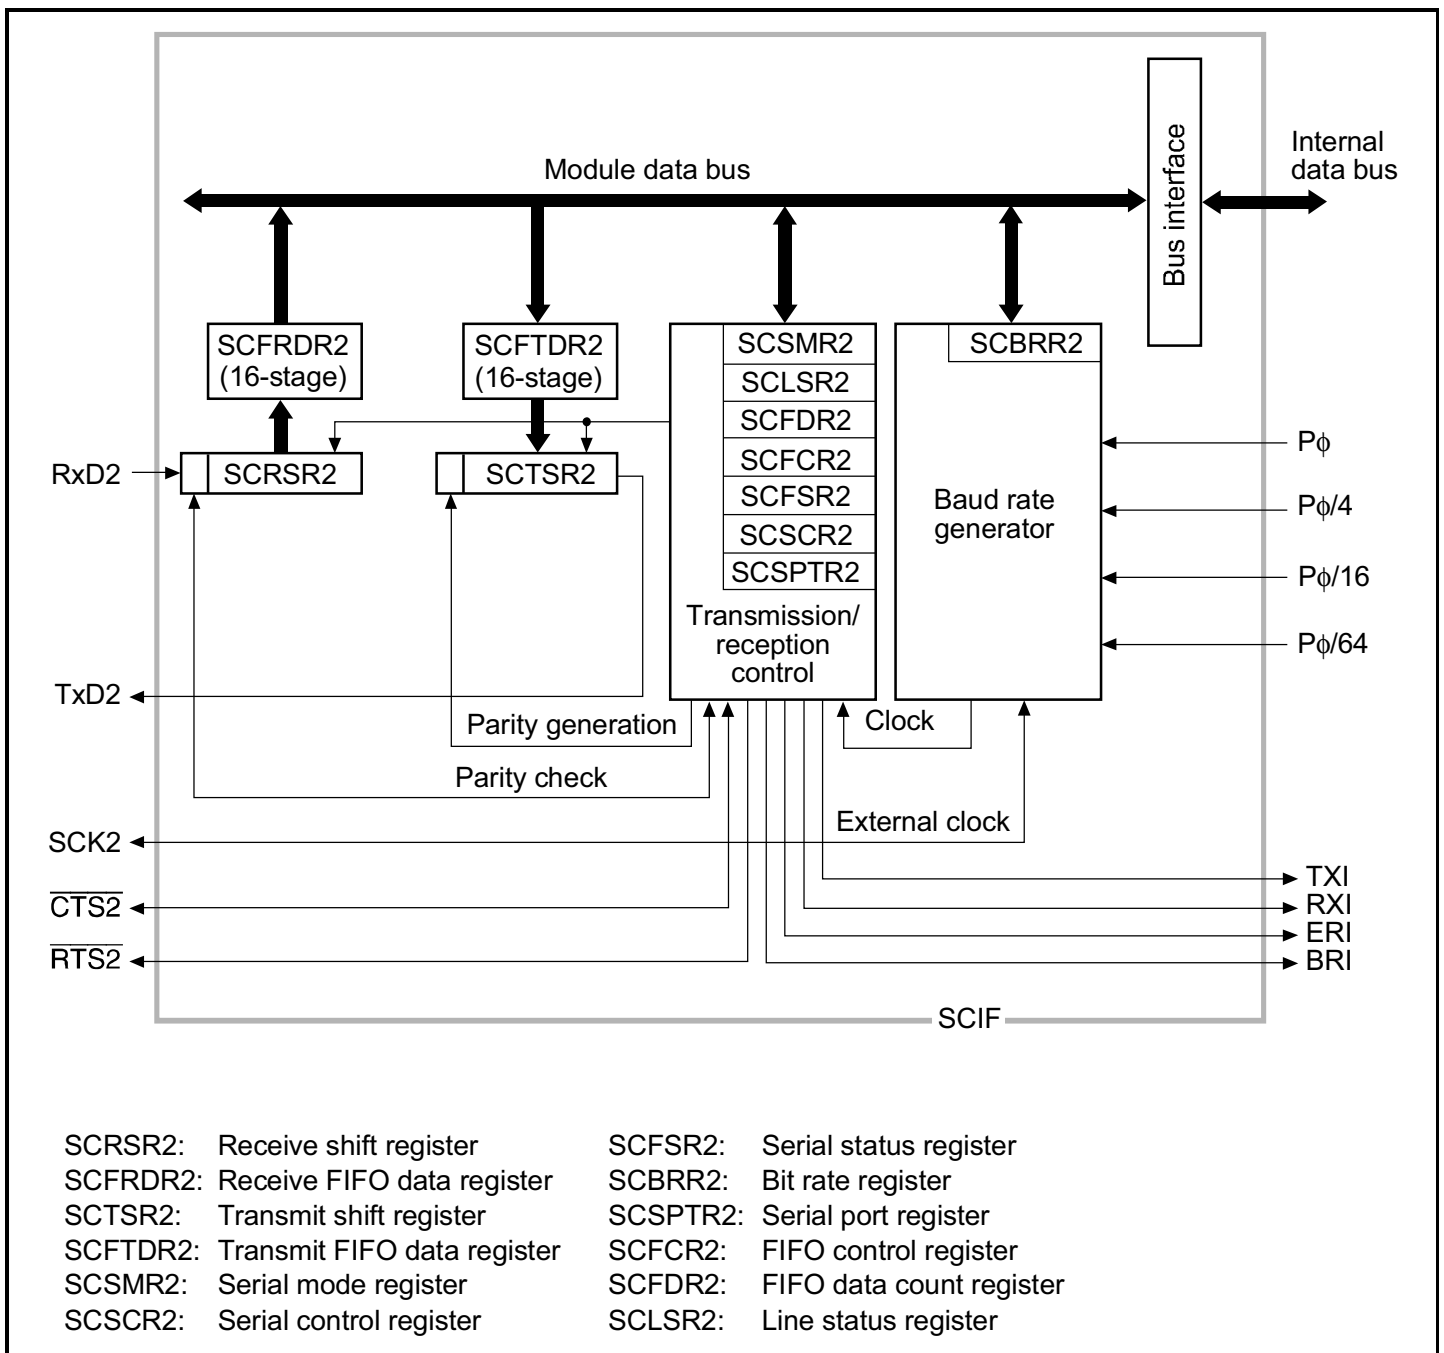 Module data bus
Bus interface
Internal
data bus
SCFRDR2
(16-stage)
SCFTDR2
(16-stage)
SCSMR2
SCLSR2
SCFDR2
SCFCR2
SCFSR2
SCSCR2
SCSPTR2
Transmission/
reception
control
SCBRR2
Baud rate
generator
RxD2
SCRSR2
SCTSR2
Pϕ
Pϕ/4
Pϕ/16
Pϕ/64
TxD2
Parity generation
Clock
Parity check
External clock
SCK2
CTS2
RTS2
TXI
RXI
ERI
BRI
SCIF
SCRSR2: Receive shift register
SCFRDR2: Receive FIFO data register
SCTSR2: Transmit shift register
SCFTDR2: Transmit FIFO data register
SCSMR2: Serial mode register
SCSCR2: Serial control register
SCFSR2: Serial status register
SCBRR2: Bit rate register
SCSPTR2: Serial port register
SCFCR2: FIFO control register
SCFDR2: FIFO data count register
SCLSR2: Line status register